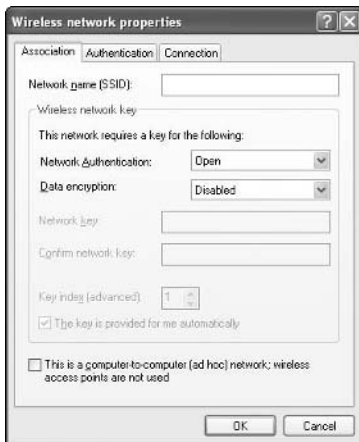 Wireless network properties
Association Authentication Connection
Network name (SSID):
Wireless network key
This network requires a key for the following:
Network Authentication: Open
Data encryption: Disabled
Network key:
Confirm network key:
Key index (advanced): 1
The key is provided for me automatically
This is a computer-to-computer (ad hoc) network; wireless
access points are not used
OK Cancel